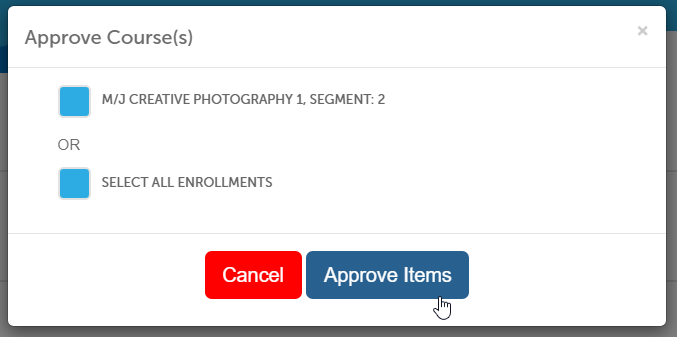 Approve Course(s)
×
M/J CREATIVE PHOTOGRAPHY 1, SEGMENT: 2
OR
SELECT ALL ENROLLMENTS
Cancel Approve Items